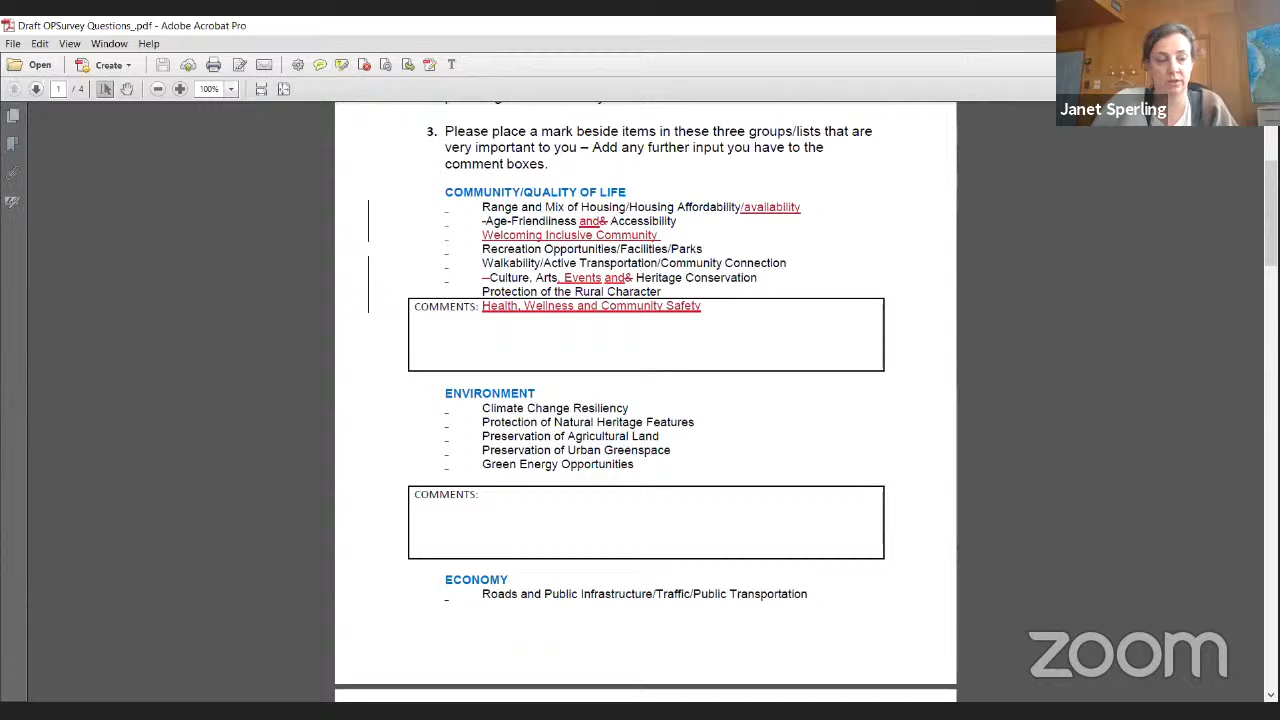 Draft OPSurvey Questions_.pdf - Adobe Acrobat Pro
File Edit View Window Help
Open Create
1 / 4 100%
Janet Sperling
3. Please place a mark beside items in these three groups/lists that are
very important to you – Add any further input you have to the
comment boxes.
COMMUNITY/QUALITY OF LIFE
_ Range and Mix of Housing/Housing Affordability/availability
_ -Age-Friendliness and& Accessibility
_ Welcoming Inclusive Community
_ Recreation Opportunities/Facilities/Parks
_ Walkability/Active Transportation/Community Connection
_ –Culture, Arts, Events and& Heritage Conservation
Protection of the Rural Character
COMMENTS: Health, Wellness and Community Safety
ENVIRONMENT
_ Climate Change Resiliency
_ Protection of Natural Heritage Features
_ Preservation of Agricultural Land
_ Preservation of Urban Greenspace
_ Green Energy Opportunities
COMMENTS:
ECONOMY
_ Roads and Public Infrastructure/Traffic/Public Transportation
zoom